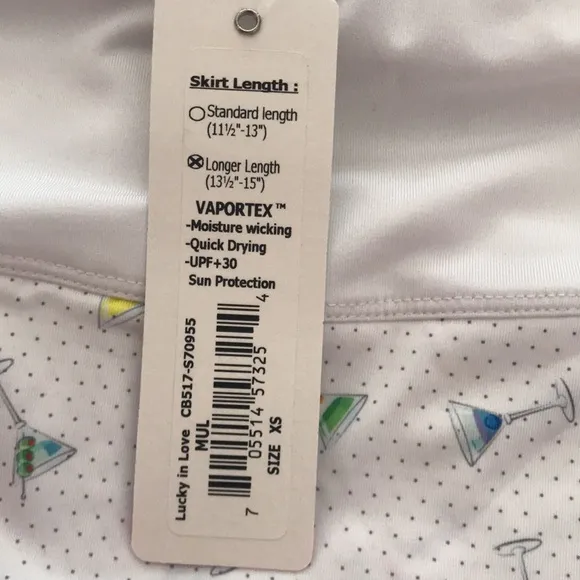 Skirt Length :
Standard length
(11½"-13")
Longer Length
(13½"-15")
VAPORTEX™
-Moisture wicking
-Quick Drying
-UPF+30
Sun Protection
Lucky in Love CB517-S70955
MUL
7 05514 57325 4
SIZE XS